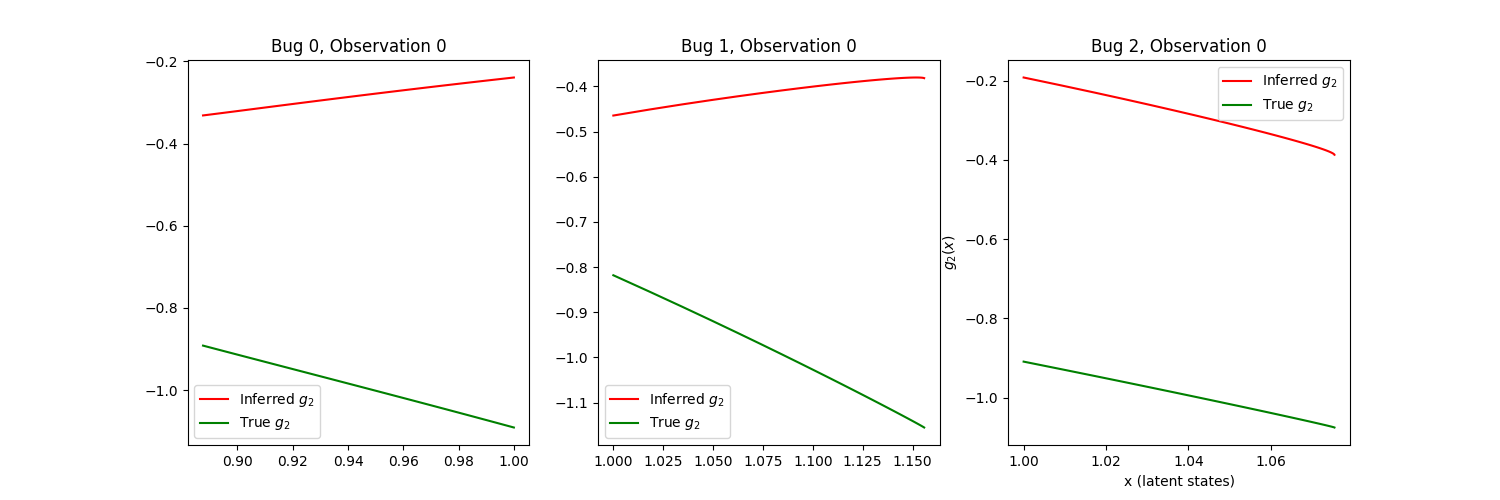 Bug 0, Observation 0
−0.2
−0.4
−0.6
−0.8
−1.0
Inferred g₂
True g₂
0.90 0.92 0.94 0.96 0.98 1.00
Bug 1, Observation 0
−0.4
−0.5
−0.6
−0.7
−0.8
−0.9
−1.0
−1.1
Inferred g₂
True g₂
1.000 1.025 1.050 1.075 1.100 1.125 1.150
Bug 2, Observation 0
g₂(x)
−0.2
−0.4
−0.6
−0.8
−1.0
Inferred g₂
True g₂
1.00 1.02 1.04 1.06
x (latent states)